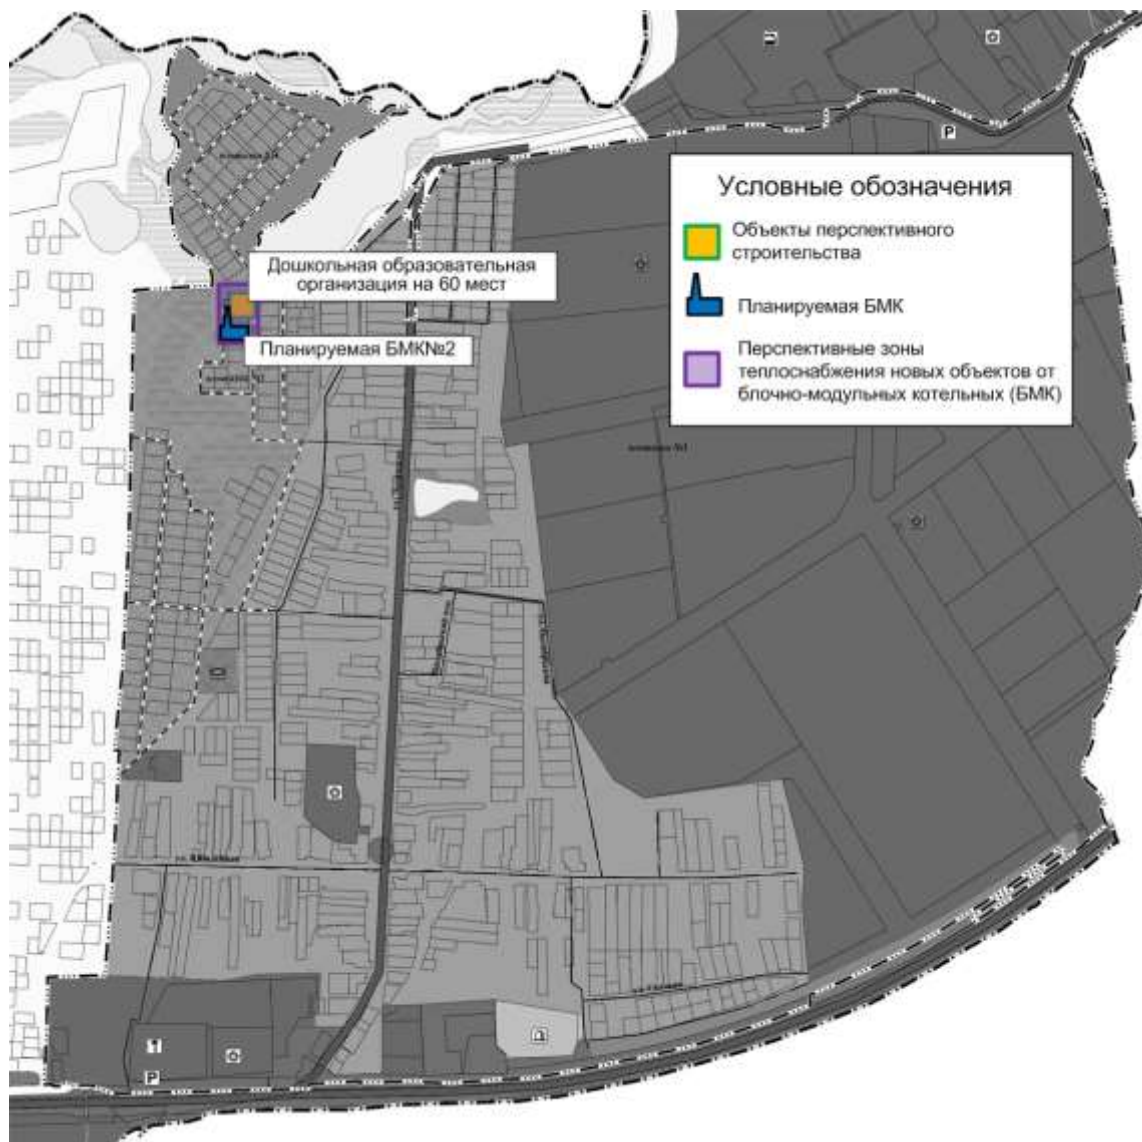 Р
Условные обозначения
Объекты перспективного
строительства
Планируемая БМК
Перспективные зоны
теплоснабжения новых объектов от
блочно-модульных котельных (БМК)
Дошкольная образовательная
организация на 60 мест
Планируемая БМК№2
Р